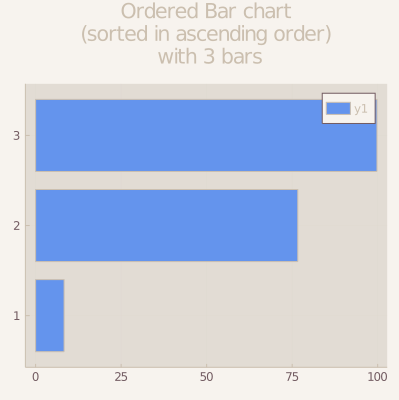 Ordered Bar chart
(sorted in ascending order)
with 3 bars
y1
3
2
1
0 25 50 75 100